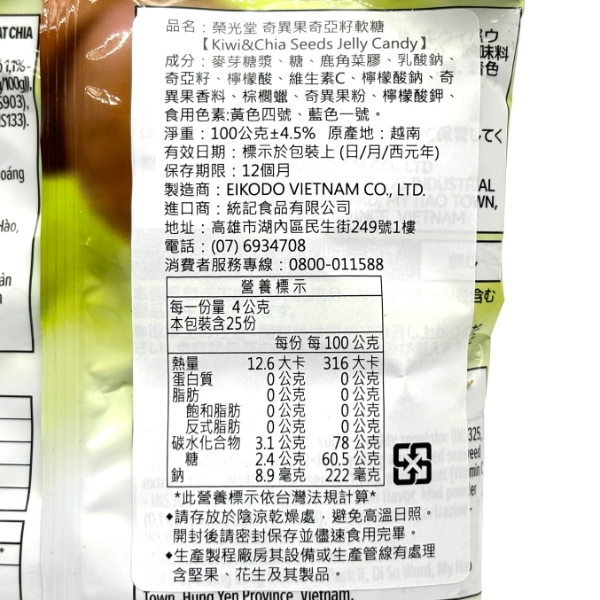 品名：榮光堂 奇異果奇亞籽軟糖
【Kiwi&Chia Seeds Jelly Candy】
成分：麥芽糖漿、糖、鹿角菜膠、乳酸鈉、
奇亞籽、檸檬酸、維生素C、檸檬酸鈉、奇
異果香料、棕櫚蠟、奇異果粉、檸檬酸鉀、
食用色素:黃色四號、藍色一號。
淨重：100公克±4.5% 原產地：越南
有效日期：標示於包裝上 (日/月/西元年)
保存期限：12個月
製造商：EIKODO VIETNAM CO., LTD.
進口商：統記食品有限公司
地址：高雄市湖內區民生街249號1樓
電話：(07) 6934708
消費者服務專線：0800-011588
營養標示
每一份量 4公克
本包裝含25份
每份 每100公克
熱量 12.6大卡 316大卡
蛋白質 0公克 0公克
脂肪 0公克 0公克
飽和脂肪 0公克 0公克
反式脂肪 0公克 0公克
碳水化合物 3.1公克 78公克
糖 2.4公克 60.5公克
鈉 8.9毫克 222毫克
*此營養標示依台灣法規計算*
◆請存放於陰涼乾燥處，避免高溫日照。
開封後請密封保存並儘速食用完畢。
◆生產製程廠房其設備或生產管線有處理
含堅果、花生及其製品。
AT CHIA
/100g),
S903),
S133).
oáng
Hào,
味料
色
てく
AL
含む
325,
Town, Hung Yen Province, Vietnam.